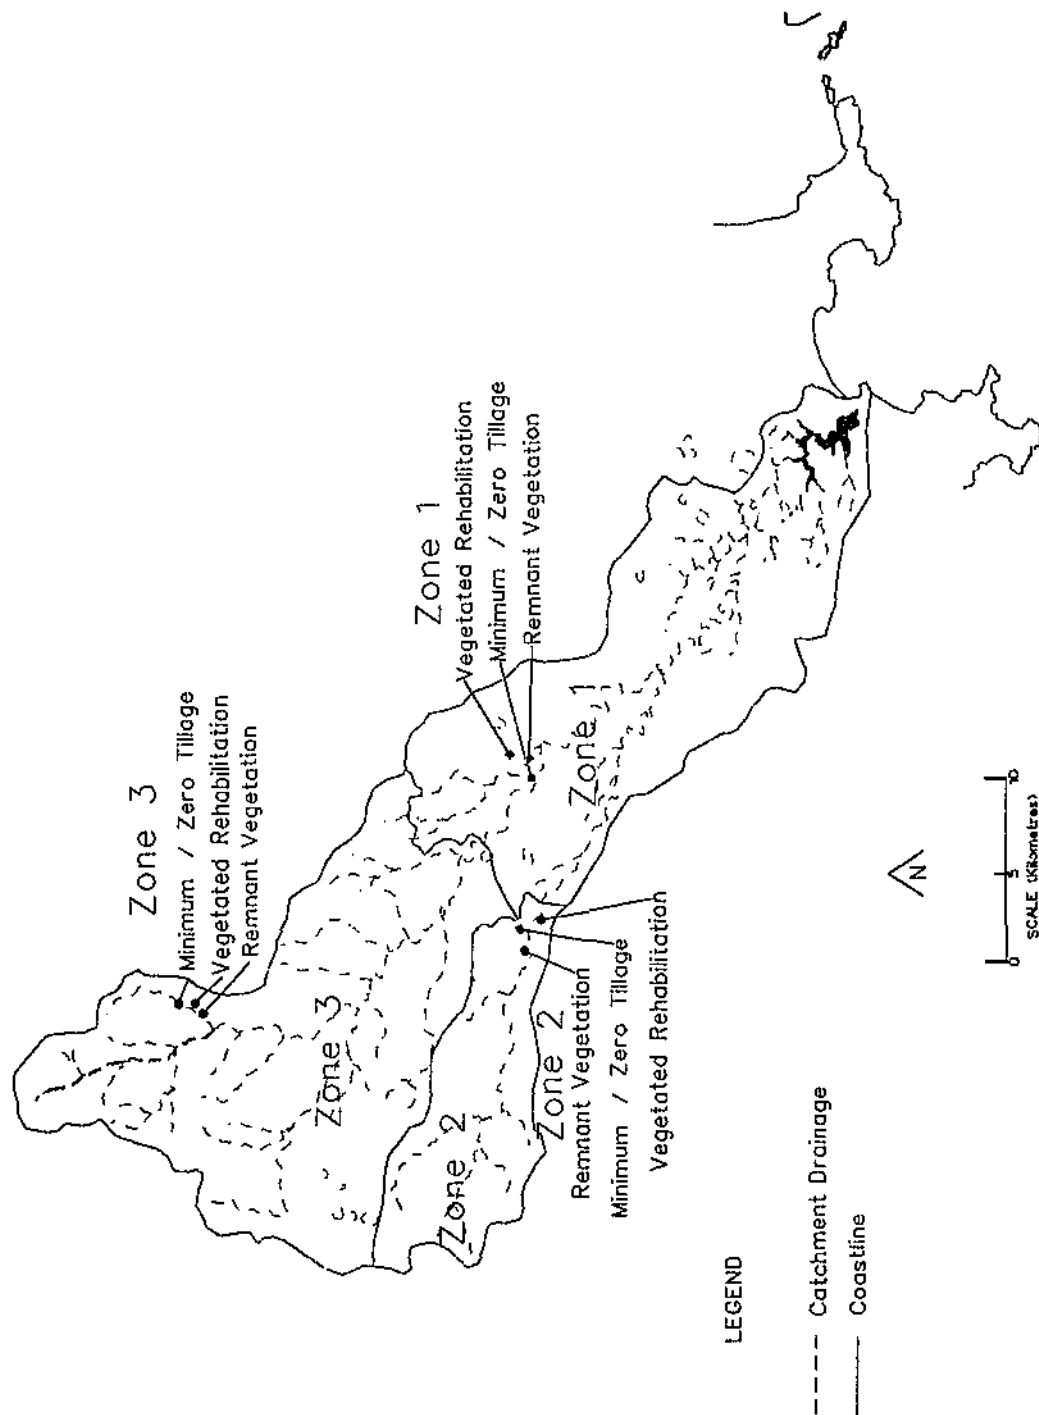 Zone 3
Minimum / Zero Tillage
Vegetated Rehabilitation
Remnant Vegetation
Zone 1
Vegetated Rehabilitation
Minimum / Zero Tillage
Remnant Vegetation
Zone 3
Zone 1
Zone 2
Zone 2
Remnant Vegetation
Minimum / Zero Tillage
Vegetated Rehabilitation
LEGEND
Catchment Drainage
Coastline
N
0 5 10
SCALE (Kilometres)